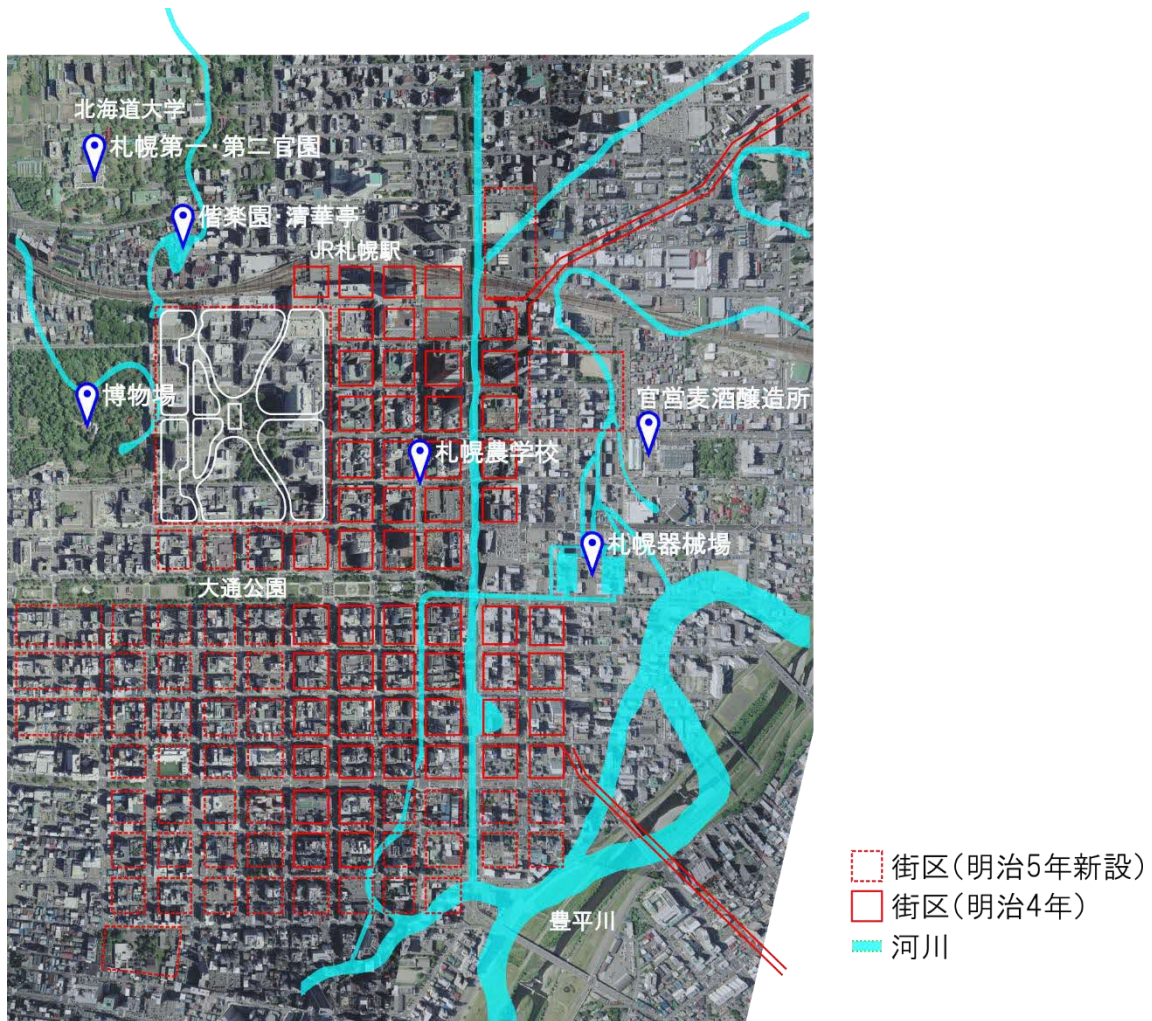 北海道大学
札幌第一・第二官園
偕楽園・清華亭
JR札幌駅
博物場
官営麦酒醸造所
札幌農学校
札幌器械場
大通公園
豊平川
街区(明治5年新設)
街区(明治4年)
河川